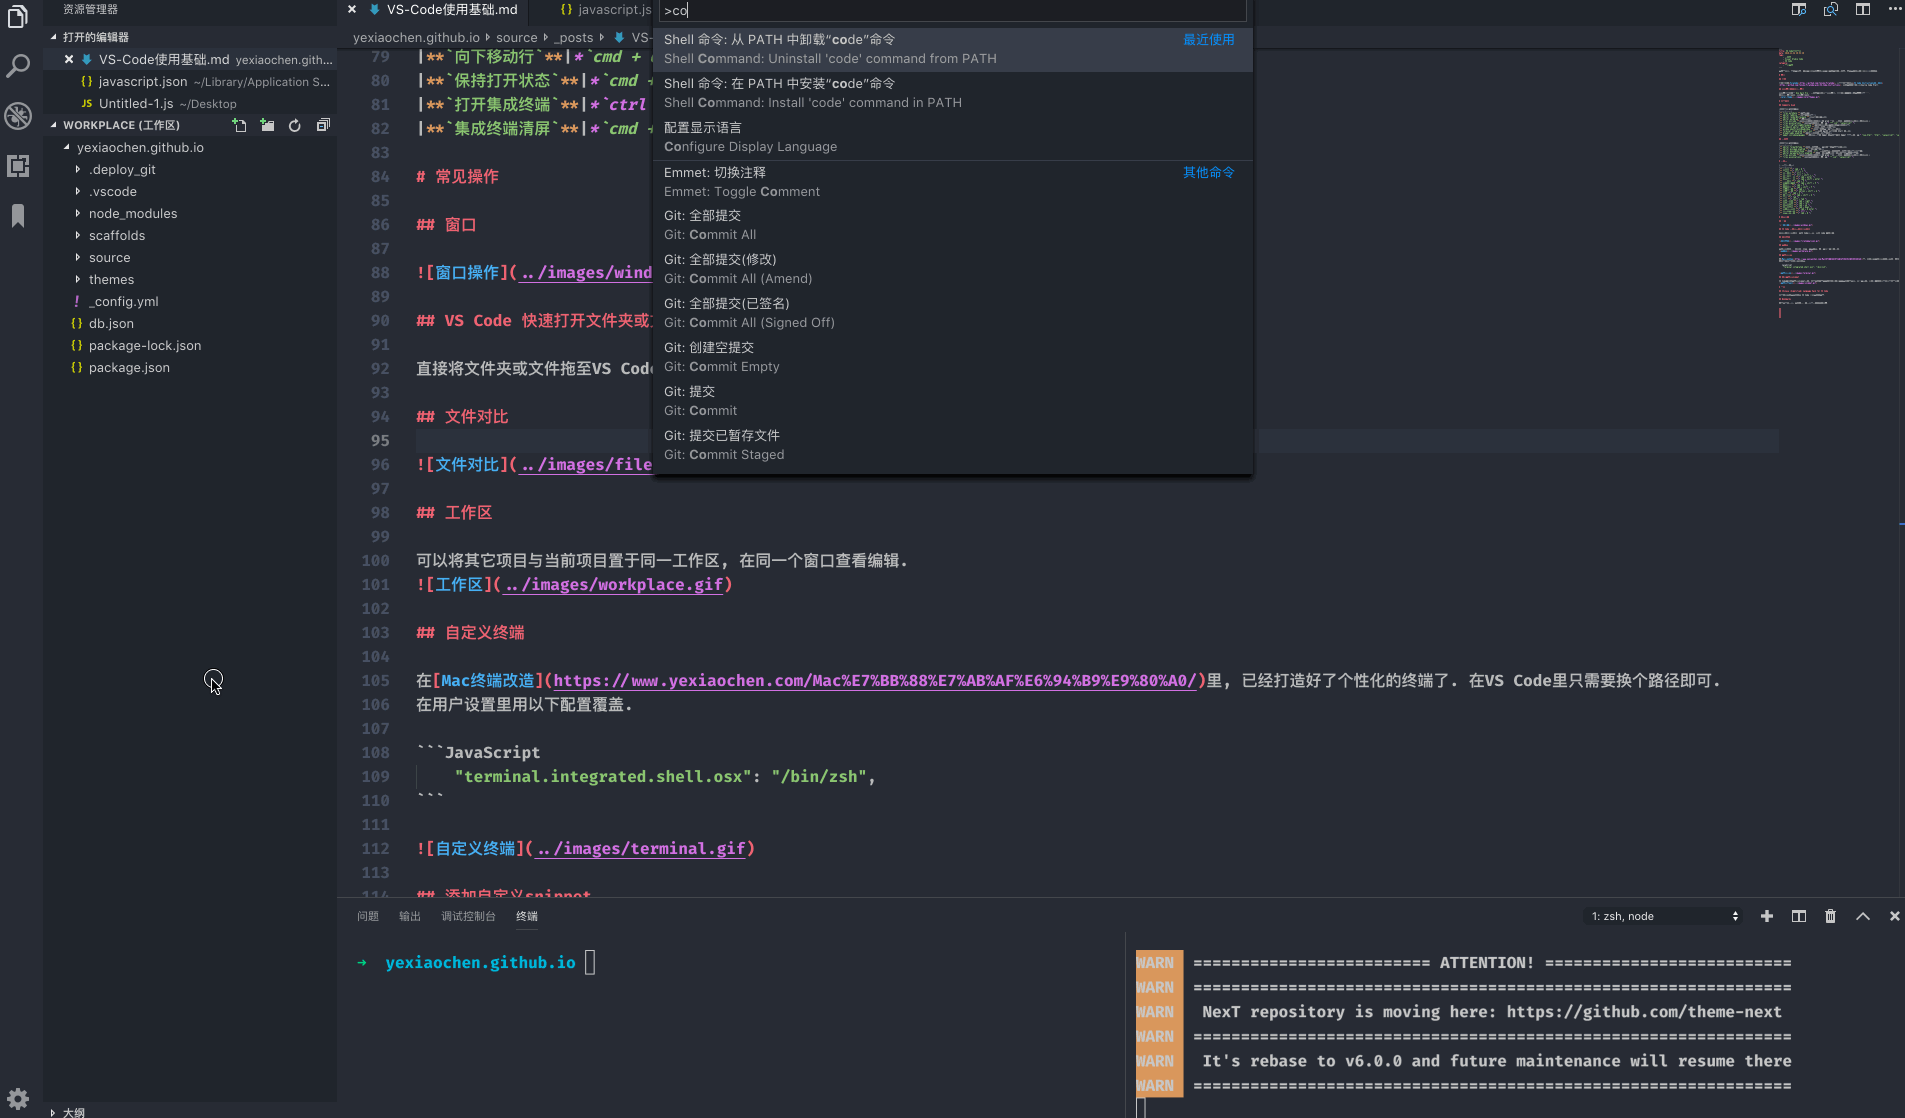 资源管理器
打开的编辑器
VS-Code使用基础.md yexiaochen.gith...
javascript.json ~/Library/Application S...
JS Untitled-1.js ~/Desktop
WORKPLACE (工作区)
yexiaochen.github.io
.deploy_git
.vscode
node_modules
scaffolds
source
themes
! _config.yml
{} db.json
{} package-lock.json
{} package.json
大纲
VS-Code使用基础.md
{} javascript.js
yexiaochen.github.io › source › _posts › VS-
>co
Shell 命令: 从 PATH 中卸载“code”命令 最近使用
Shell Command: Uninstall 'code' command from PATH
Shell 命令: 在 PATH 中安装“code”命令
Shell Command: Install 'code' command in PATH
配置显示语言
Configure Display Language
Emmet: 切换注释 其他命令
Emmet: Toggle Comment
Git: 全部提交
Git: Commit All
Git: 全部提交(修改)
Git: Commit All (Amend)
Git: 全部提交(已签名)
Git: Commit All (Signed Off)
Git: 创建空提交
Git: Commit Empty
Git: 提交
Git: Commit
Git: 提交已暂存文件
Git: Commit Staged
79 |**`向下移动行`**|*`cmd +
80 |**`保持打开状态`**|*`cmd +
81 |**`打开集成终端`**|*`ctrl
82 |**`集成终端清屏`**|*`cmd +
83
84 # 常见操作
85
86 ## 窗口
87
88 ![窗口操作](../images/wind
89
90 ## VS Code 快速打开文件夹或
91
92 直接将文件夹或文件拖至VS Code
93
94 ## 文件对比
95
96 ![文件对比](../images/file
97
98 ## 工作区
99
100 可以将其它项目与当前项目置于同一工作区, 在同一个窗口查看编辑.
101 ![工作区](../images/workplace.gif)
102
103 ## 自定义终端
104
105 在[Mac终端改造](https://www.yexiaochen.com/Mac%E7%BB%88%E7%AB%AF%E6%94%B9%E9%80%A0/)里, 已经打造好了个性化的终端了. 在VS Code里只需要换个路径即可.
106 在用户设置里用以下配置覆盖.
107
108 ```JavaScript
109 "terminal.integrated.shell.osx": "/bin/zsh",
110 ```
111
112 ![自定义终端](../images/terminal.gif)
113
114 ## 添加自定义snippet
问题 输出 调试控制台 终端
1: zsh, node
➜ yexiaochen.github.io
WARN ========================= ATTENTION! ==========================
WARN ===============================================================
WARN NexT repository is moving here: https://github.com/theme-next
WARN ===============================================================
WARN It's rebase to v6.0.0 and future maintenance will resume there
WARN ===============================================================